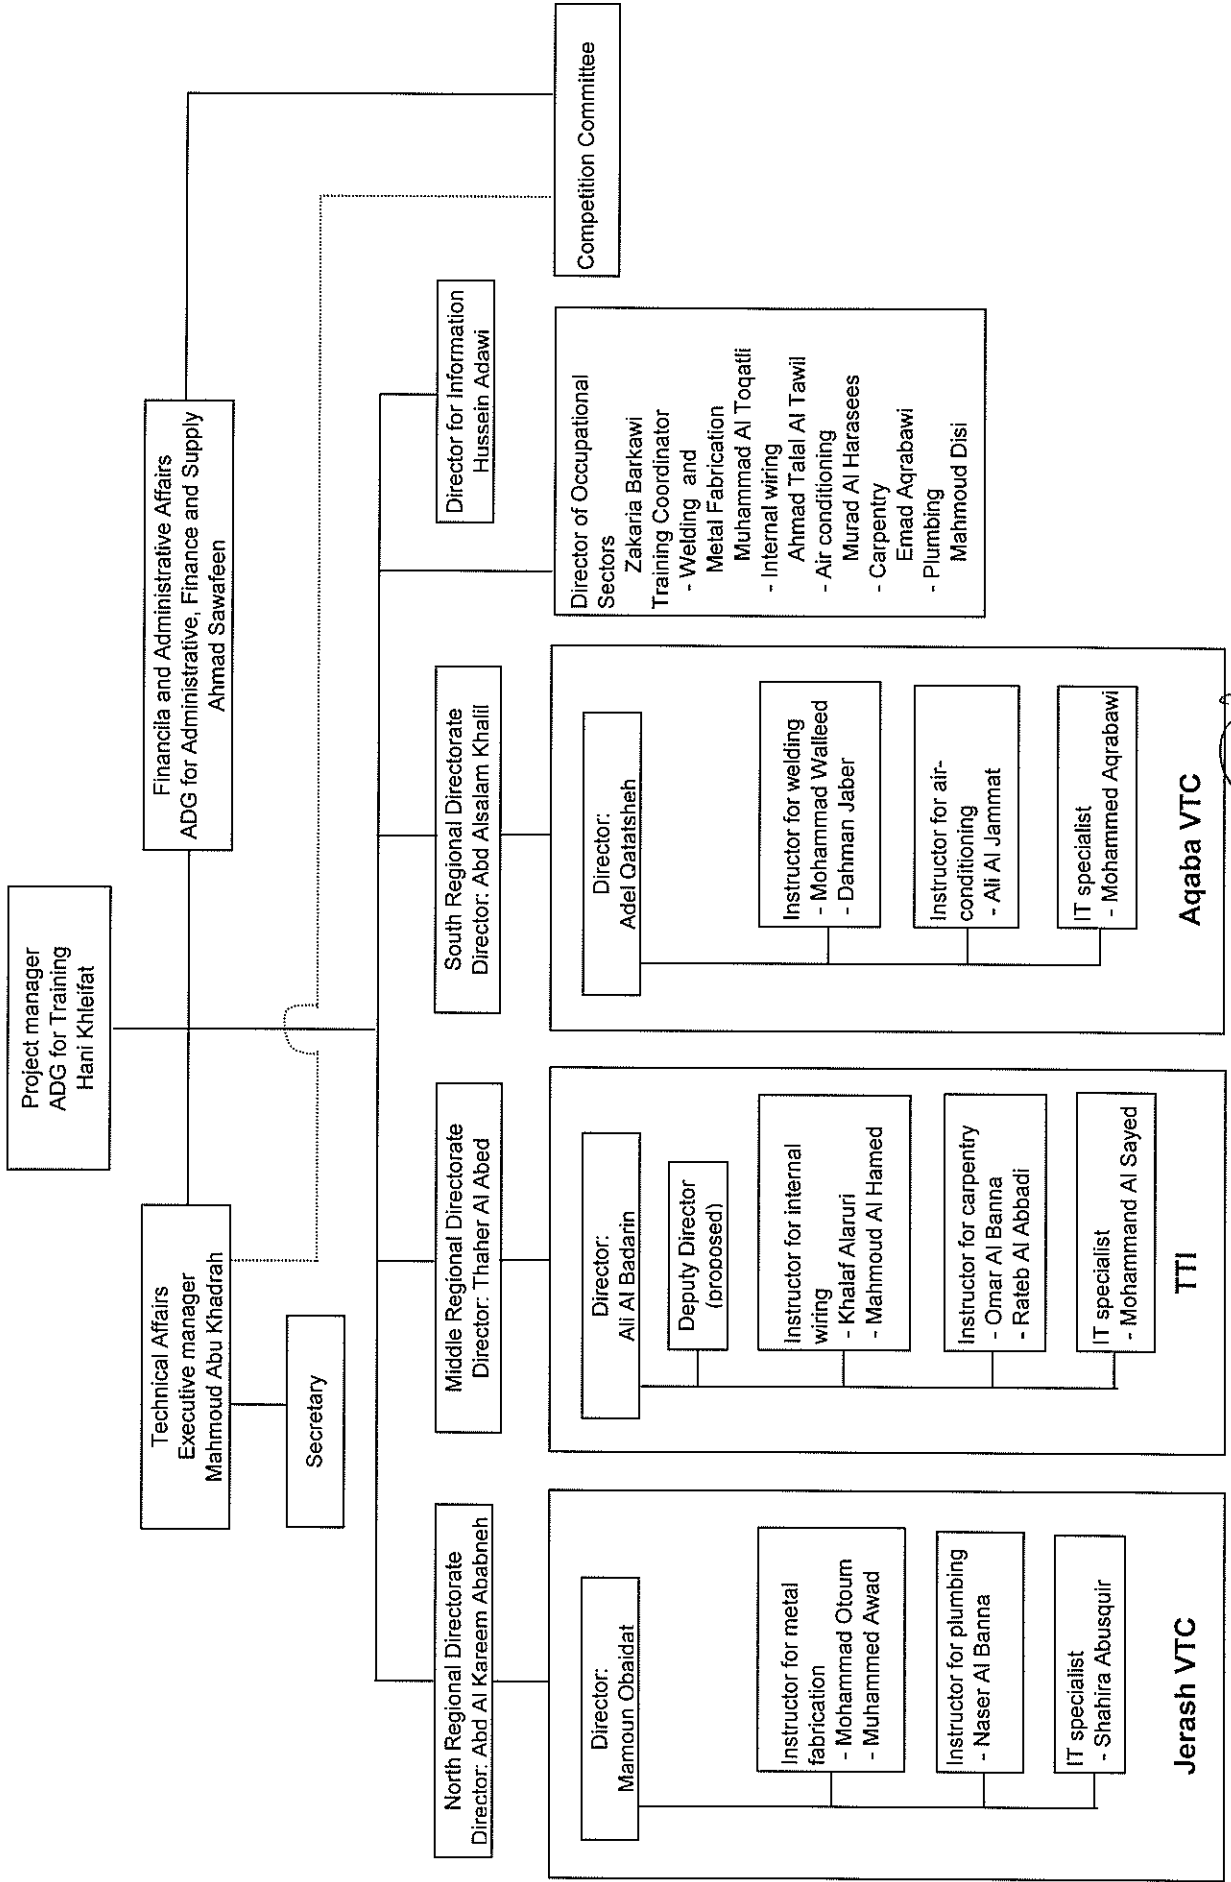 Project manager
ADG for Training
Hani Khleifat
Technical Affairs
Executive manager
Mahmoud Abu Khadrah
Financila and Administrative Affairs
ADG for Administrative, Finance and Supply
Ahmad Sawafeen
Secretary
North Regional Directorate
Director: Abd Al Kareem Ababneh
Middle Regional Directorate
Director: Thaher Al Abed
South Regional Directorate
Director: Abd Alsalam Khalil
Director for Information
Hussein Adawi
Competition Committee
Director:
Mamoun Obaidat
Instructor for metal
fabrication
- Mohammad Otoum
- Muhammed Awad
Instructor for plumbing
- Naser Al Banna
IT specialist
- Shahira Abusquir
Jerash VTC
Director:
Ali Al Badarin
Deputy Director
(proposed)
Instructor for internal
wiring
- Khalaf Alaruri
- Mahmoud Al Hamed
Instructor for carpentry
- Omar Al Banna
- Rateb Al Abbadi
IT specialist
- Mohammand Al Sayed
TTI
Director:
Adel Qatatsheh
Instructor for welding
- Mohammad Walleed
- Dahman Jaber
Instructor for air-
conditioning
- Ali Al Jammat
IT specialist
- Mohammed Aqrabawi
Aqaba VTC
Director of Occupational
Sectors
Zakaria Barkawi
Training Coordinator
- Welding and
Metal Fabrication
Muhammad Al Toqatli
- Internal wiring
Ahmad Talal Al Tawil
- Air conditioning
Murad Al Harasees
- Carpentry
Emad Aqrabawi
- Plumbing
Mahmoud Disi